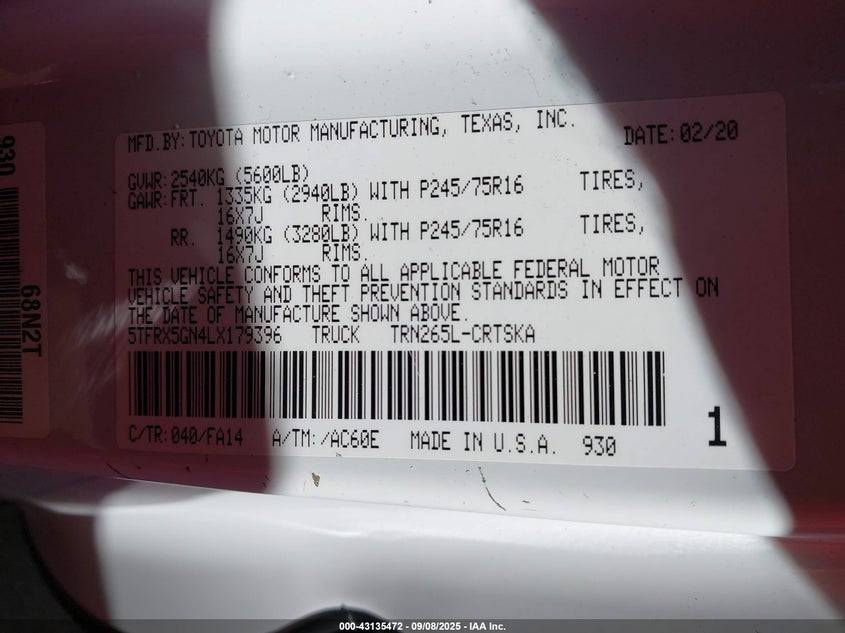 MFD.BY: TOYOTA MOTOR MANUFACTURING, TEXAS, INC. DATE: 02/20
GVWR: 2540KG (5600LB)
GAWR: FRT. 1335KG (2940LB) WITH P245/75R16 TIRES,
16X7J RIMS.
RR. 1490KG (3280LB) WITH P245/75R16 TIRES,
16X7J RIMS.
THIS VEHICLE CONFORMS TO ALL APPLICABLE FEDERAL MOTOR
VEHICLE SAFETY AND THEFT PREVENTION STANDARDS IN EFFECT ON
THE DATE OF MANUFACTURE SHOWN ABOVE.
5TFRX5GN4LX179396 TRUCK TRN265L-CRTSKA
C/TR: 040/FA14 A/TM: /AC60E MADE IN U.S.A. 930
1
930
68N2T
000-43135472 - 09/08/2025 - IAA Inc.